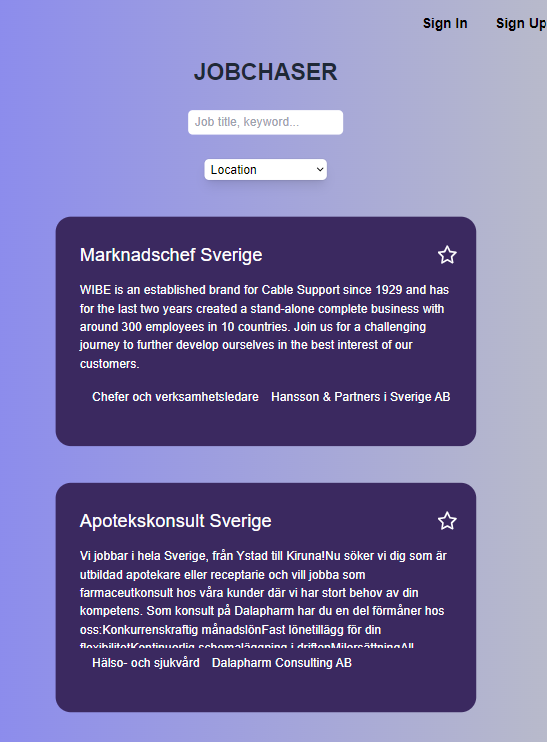 Sign In Sign Up
JOBCHASER
Job title, keyword...
Location
Marknadschef Sverige
WIBE is an established brand for Cable Support since 1929 and has
for the last two years created a stand-alone complete business with
around 300 employees in 10 countries. Join us for a challenging
journey to further develop ourselves in the best interest of our
customers.
Chefer och verksamhetsledare Hansson & Partners i Sverige AB
Apotekskonsult Sverige
Vi jobbar i hela Sverige, från Ystad till Kiruna!Nu söker vi dig som är
utbildad apotekare eller receptarie och vill jobba som
farmaceutkonsult hos våra kunder där vi har stort behov av din
kompetens. Som konsult på Dalapharm har du en del förmåner hos
oss:Konkurrenskraftig månadslönFast lönetillägg för din
flexibilitetKontinuerlig schemaläggning i driftenMilersättningAll
Hälso- och sjukvård Dalapharm Consulting AB